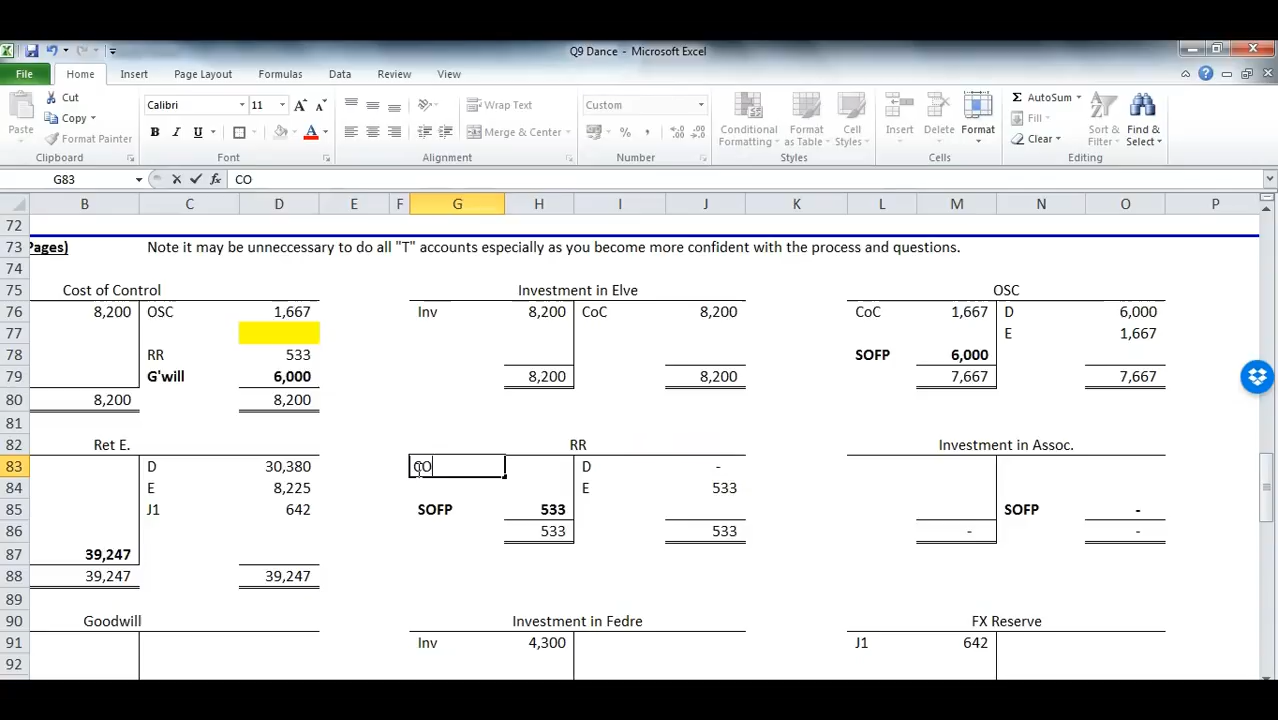 Q9 Dance - Microsoft Excel
File Home Insert Page Layout Formulas Data Review View
Cut Calibri 11 Wrap Text Custom AutoSum
Copy Fill
Paste Format Painter B I U A Merge & Center % , Conditional Formatting Format as Table Cell Styles Insert Delete Format Clear Sort & Filter Find & Select
Clipboard Font Alignment Number Styles Cells Editing
G83 fx CO
B C D E F G H I J K L M N O P
72
73 Pages) Note it may be unneccessary to do all "T" accounts especially as you become more confident with the process and questions.
74
75 Cost of Control Investment in Elve OSC
76 8,200 OSC 1,667 Inv 8,200 CoC 8,200 CoC 1,667 D 6,000
77 E 1,667
78 RR 533 SOFP 6,000
79 G'will 6,000 8,200 8,200 7,667 7,667
80 8,200 8,200
81
82 Ret E. RR Investment in Assoc.
83 D 30,380 CO D -
84 E 8,225 E 533
85 J1 642 SOFP 533 SOFP -
86 533 533 - -
87 39,247
88 39,247 39,247
89
90 Goodwill Investment in Fedre FX Reserve
91 Inv 4,300 J1 642
92